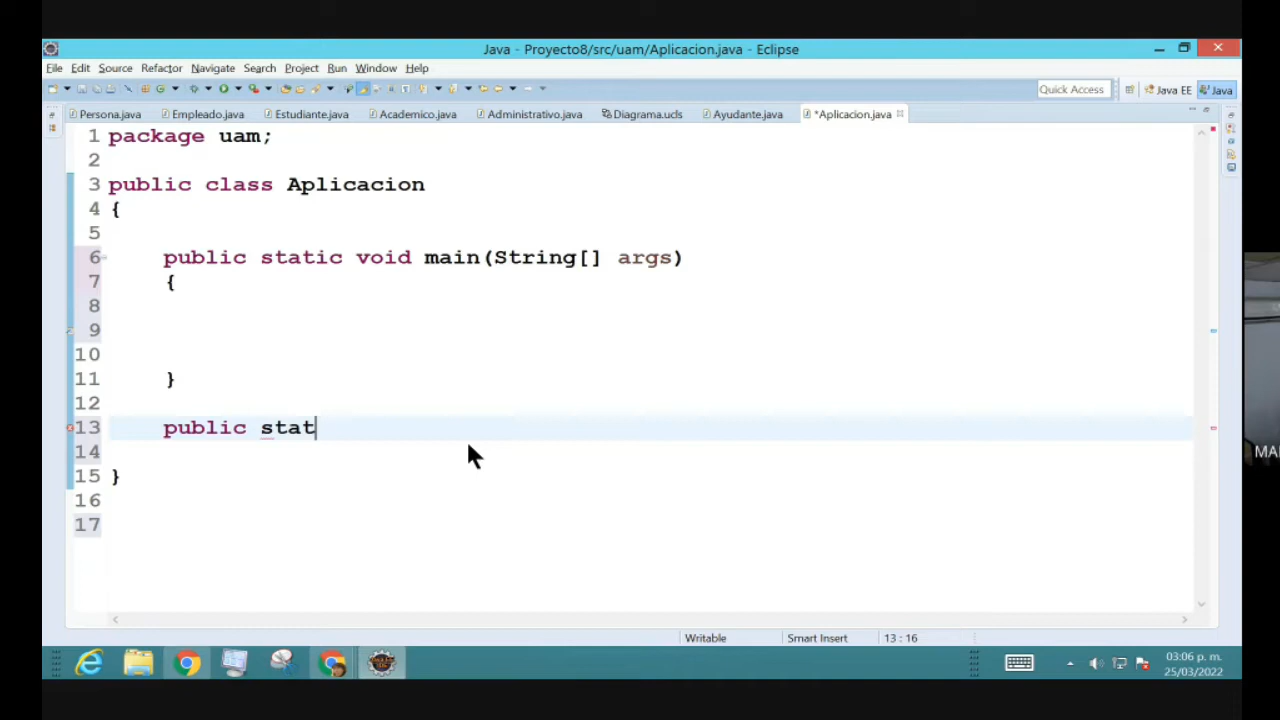 Java - Proyecto8/src/uam/Aplicacion.java - Eclipse
File Edit Source Refactor Navigate Search Project Run Window Help
Quick Access Java EE Java
Persona.java Empleado.java Estudiante.java Academico.java Administrativo.java Diagrama.ucls Ayudante.java *Aplicacion.java
1 package uam;
2
3 public class Aplicacion
4 {
5
6 public static void main(String[] args)
7 {
8
9
10
11 }
12
13 public stat
14
15 }
16
17
MA
Writable Smart Insert 13 : 16
03:06 p. m.
25/03/2022